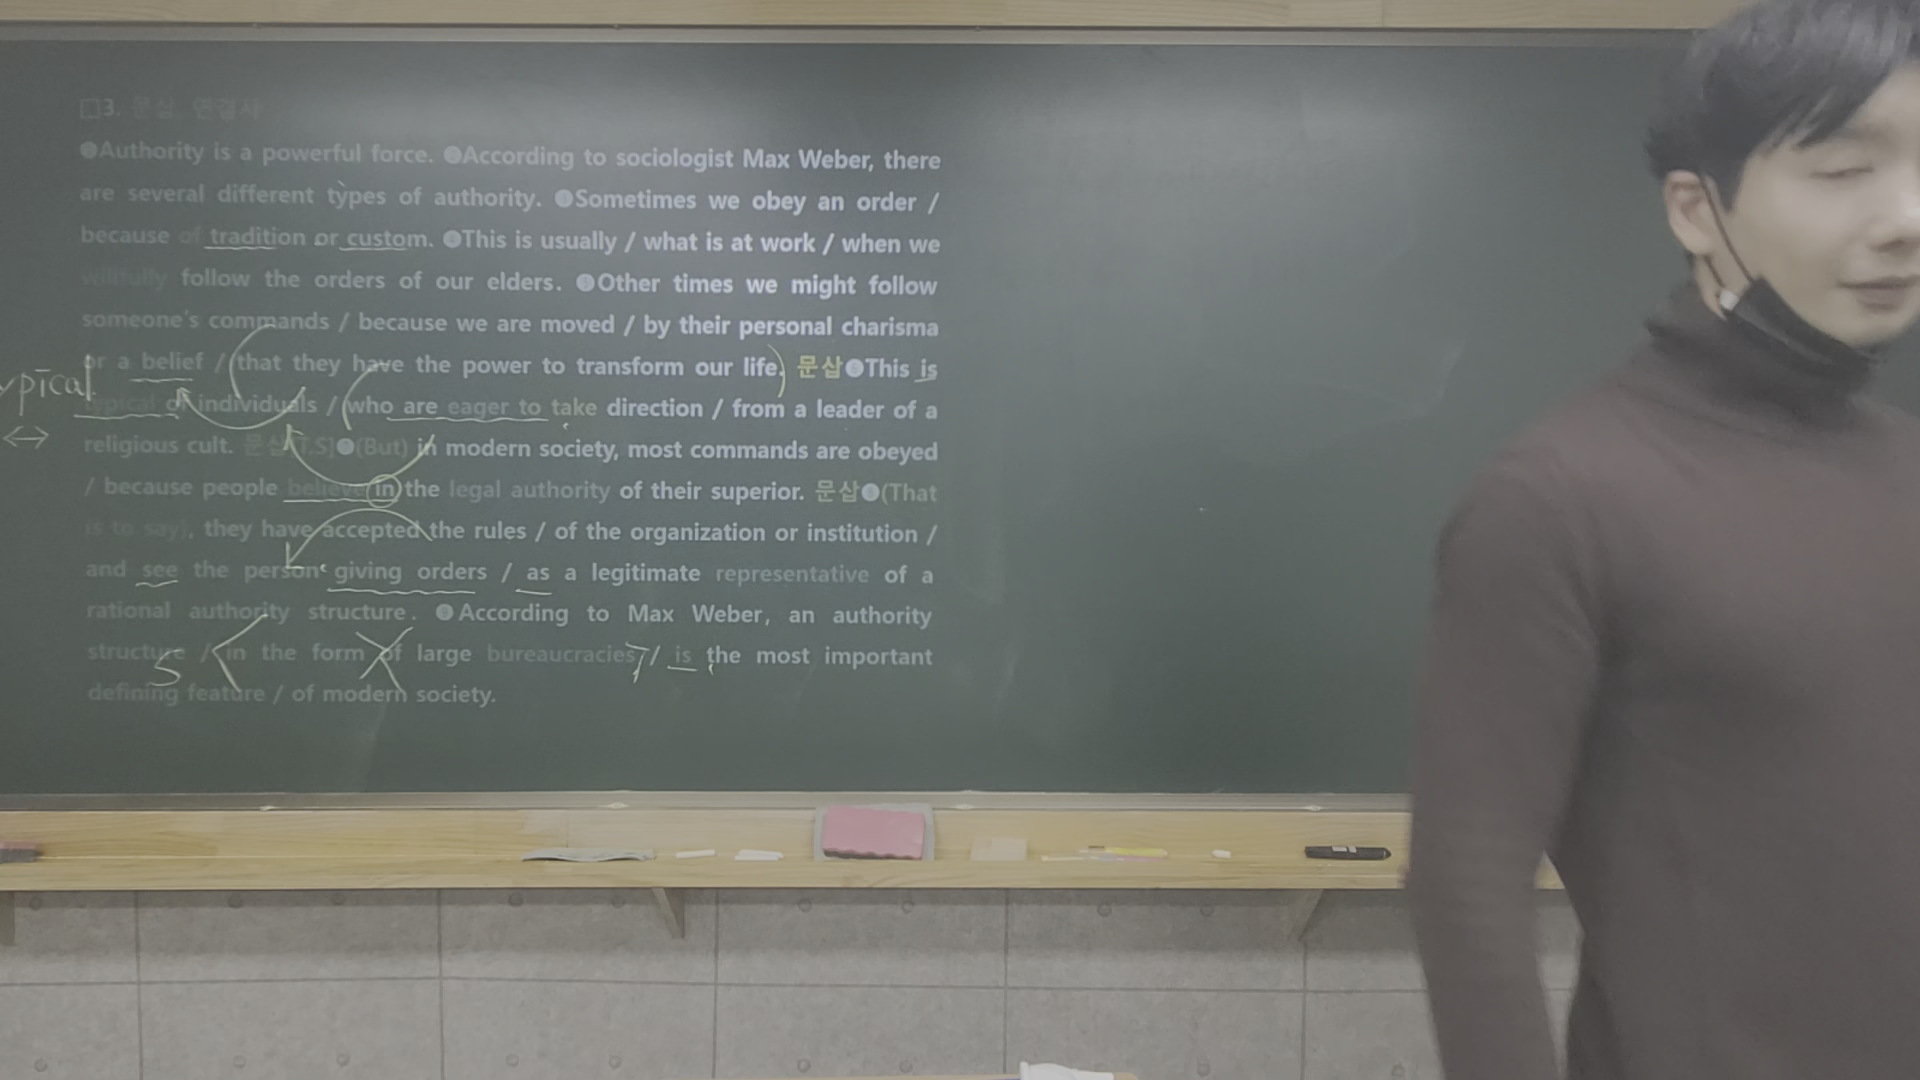 □3. 문삽, 연결사
●Authority is a powerful force. ●According to sociologist Max Weber, there
are several different types of authority. ●Sometimes we obey an order /
because of tradition or custom. ●This is usually / what is at work / when we
willfully follow the orders of our elders. ●Other times we might follow
someone's commands / because we are moved / by their personal charisma
or a belief / (that they have the power to transform our life.) 문삽●This is
ypical
typical of individuals / (who are eager to take direction / from a leader of a
↔
religious cult. 문삽[T.S]●(But) in modern society, most commands are obeyed
/ because people believe in the legal authority of their superior. 문삽●(That
is to say), they have accepted the rules / of the organization or institution /
and see the person giving orders / as a legitimate representative of a
rational authority structure. ●According to Max Weber, an authority
structure / in the form of large bureaucracies / is the most important
S
defining feature / of modern society.